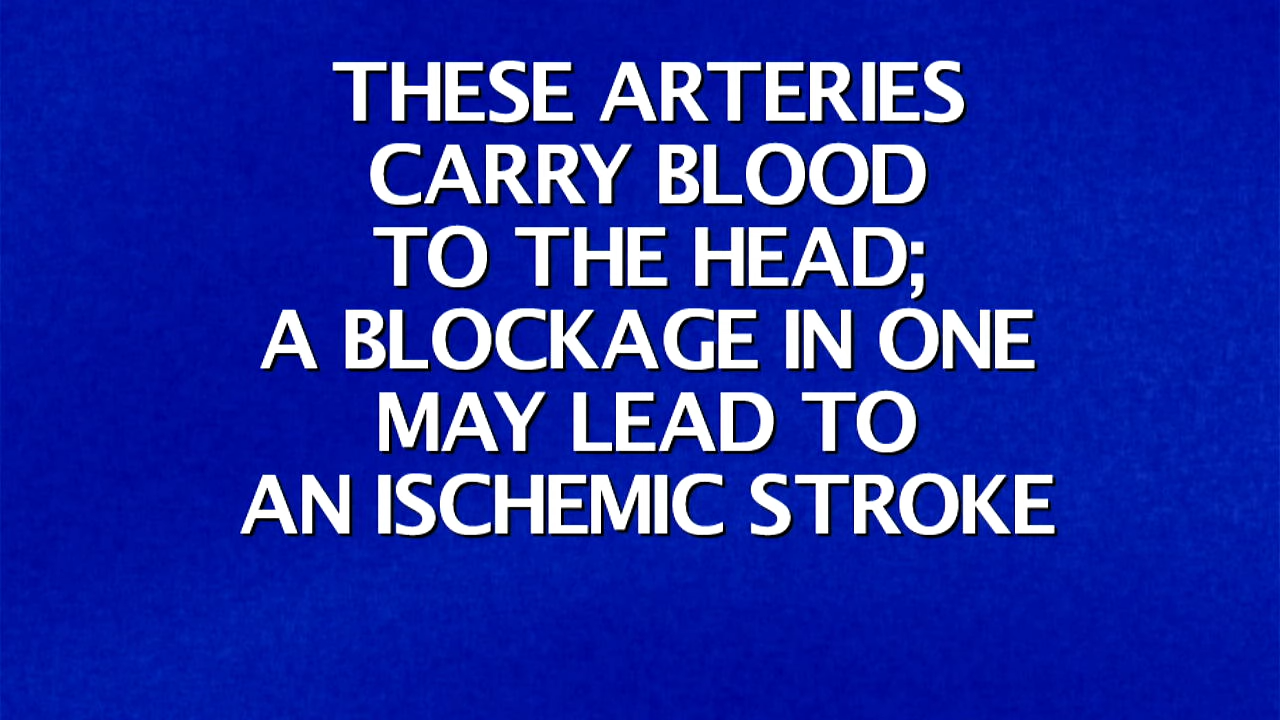 THESE ARTERIES
CARRY BLOOD
TO THE HEAD;
A BLOCKAGE IN ONE
MAY LEAD TO
AN ISCHEMIC STROKE